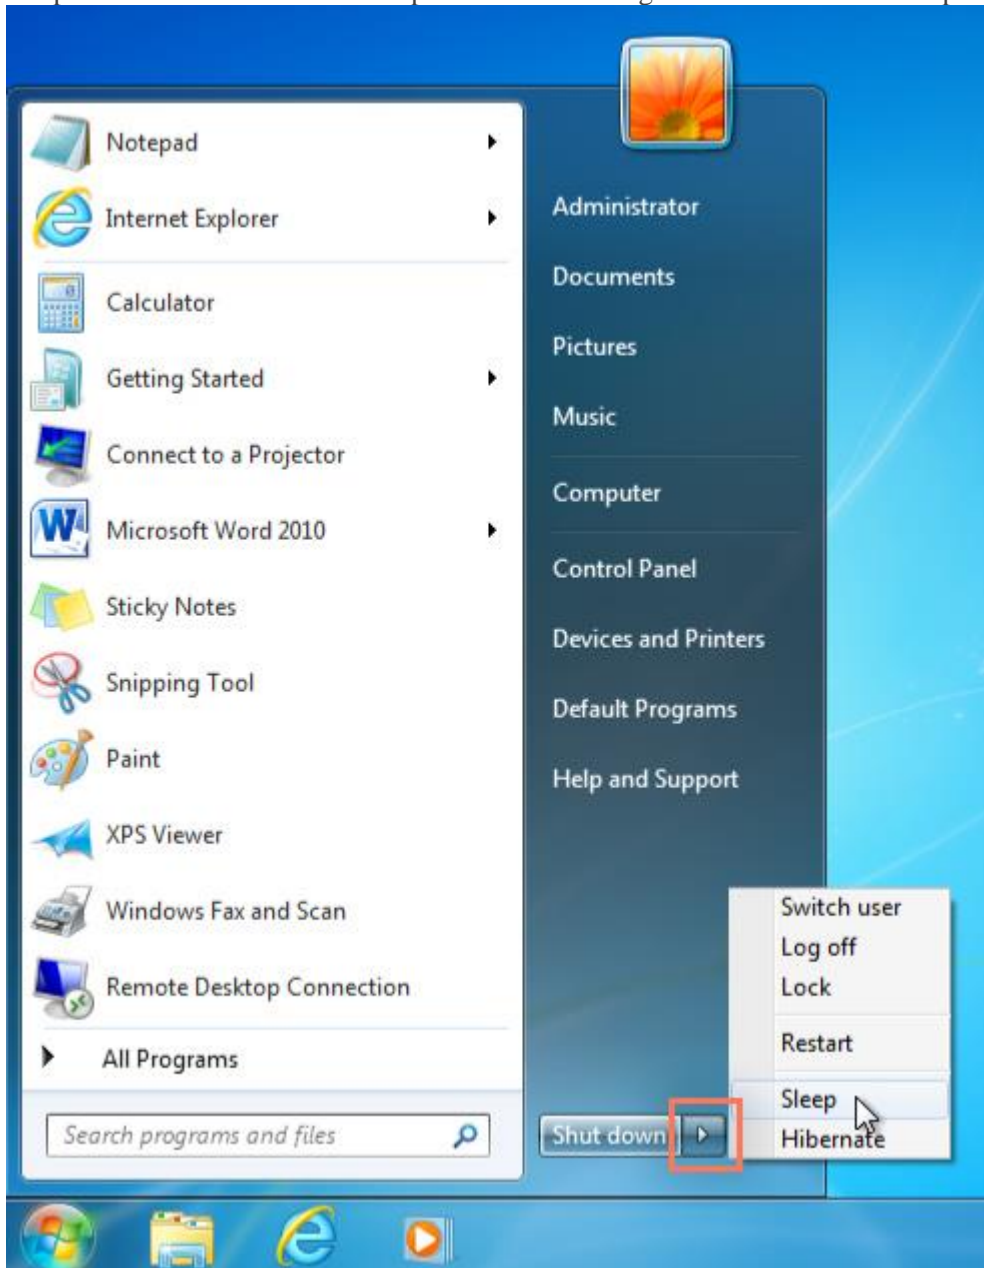 Notepad
Internet Explorer
Calculator
Getting Started
Connect to a Projector
Microsoft Word 2010
Sticky Notes
Snipping Tool
Paint
XPS Viewer
Windows Fax and Scan
Remote Desktop Connection
All Programs
Search programs and files
Administrator
Documents
Pictures
Music
Computer
Control Panel
Devices and Printers
Default Programs
Help and Support
Shut down
Switch user
Log off
Lock
Restart
Sleep
Hibernate